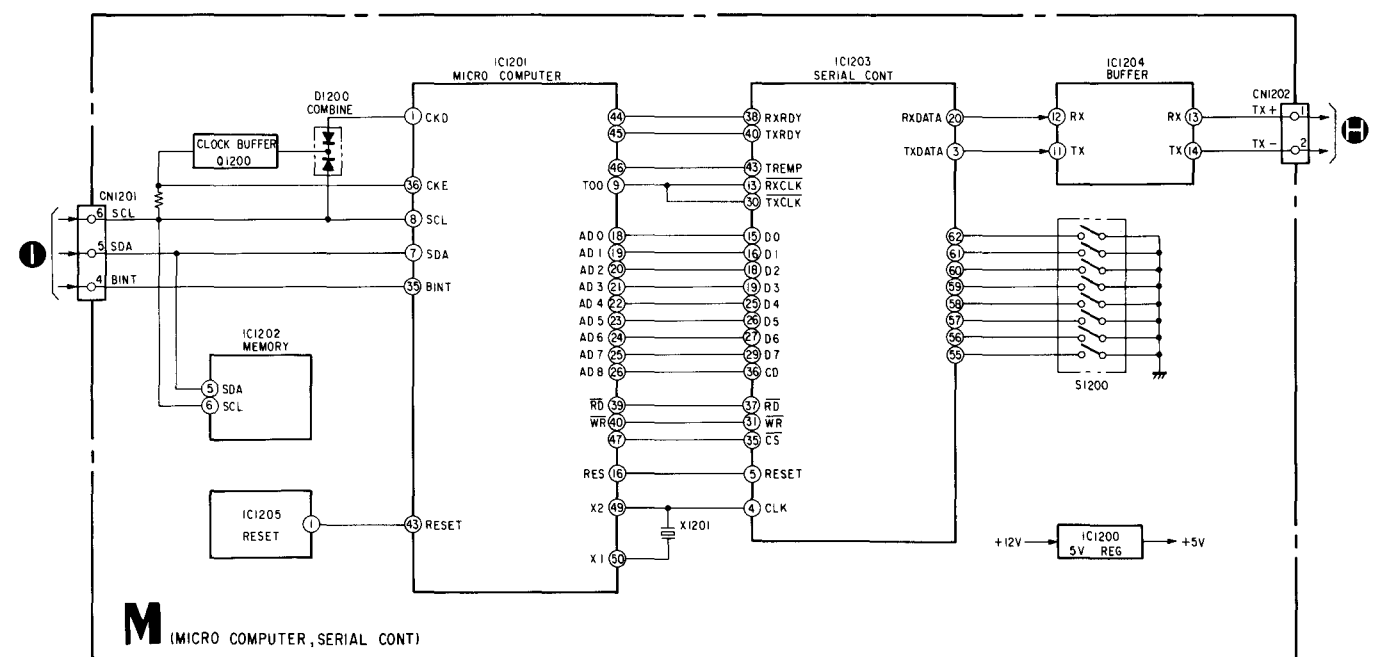 IC1201
MICRO COMPUTER
IC1203
SERIAL CONT
IC1204
BUFFER
D1200
COMBINE
CLOCK BUFFER
Q1200
CN1201
6 SCL
5 SDA
4 BINT
I
IC1202
MEMORY
5 SDA
6 SCL
IC1205
RESET
1
1 CKD
36 CKE
8 SCL
7 SDA
35 BINT
43 RESET
44
45
46
TOO 9
AD0 18
AD1 19
AD2 20
AD3 21
AD4 22
AD5 23
AD6 24
AD7 25
AD8 26
RD 39
WR 40
47
RES 16
X2 49
X1 50
X1201
38 RXRDY
40 TXRDY
43 TREMP
13 RXCLK
30 TXCLK
15 D0
16 D1
18 D2
19 D3
25 D4
26 D5
27 D6
29 D7
36 CD
37 RD
31 WR
35 CS
5 RESET
4 CLK
RXDATA 20
TXDATA 3
62
61
60
59
58
57
56
55
12 RX
11 TX
RX 13
TX 14
CN1202
TX+ 1
TX- 2
H
S1200
+12V
IC1200
5V REG
+5V
M (MICRO COMPUTER, SERIAL CONT)